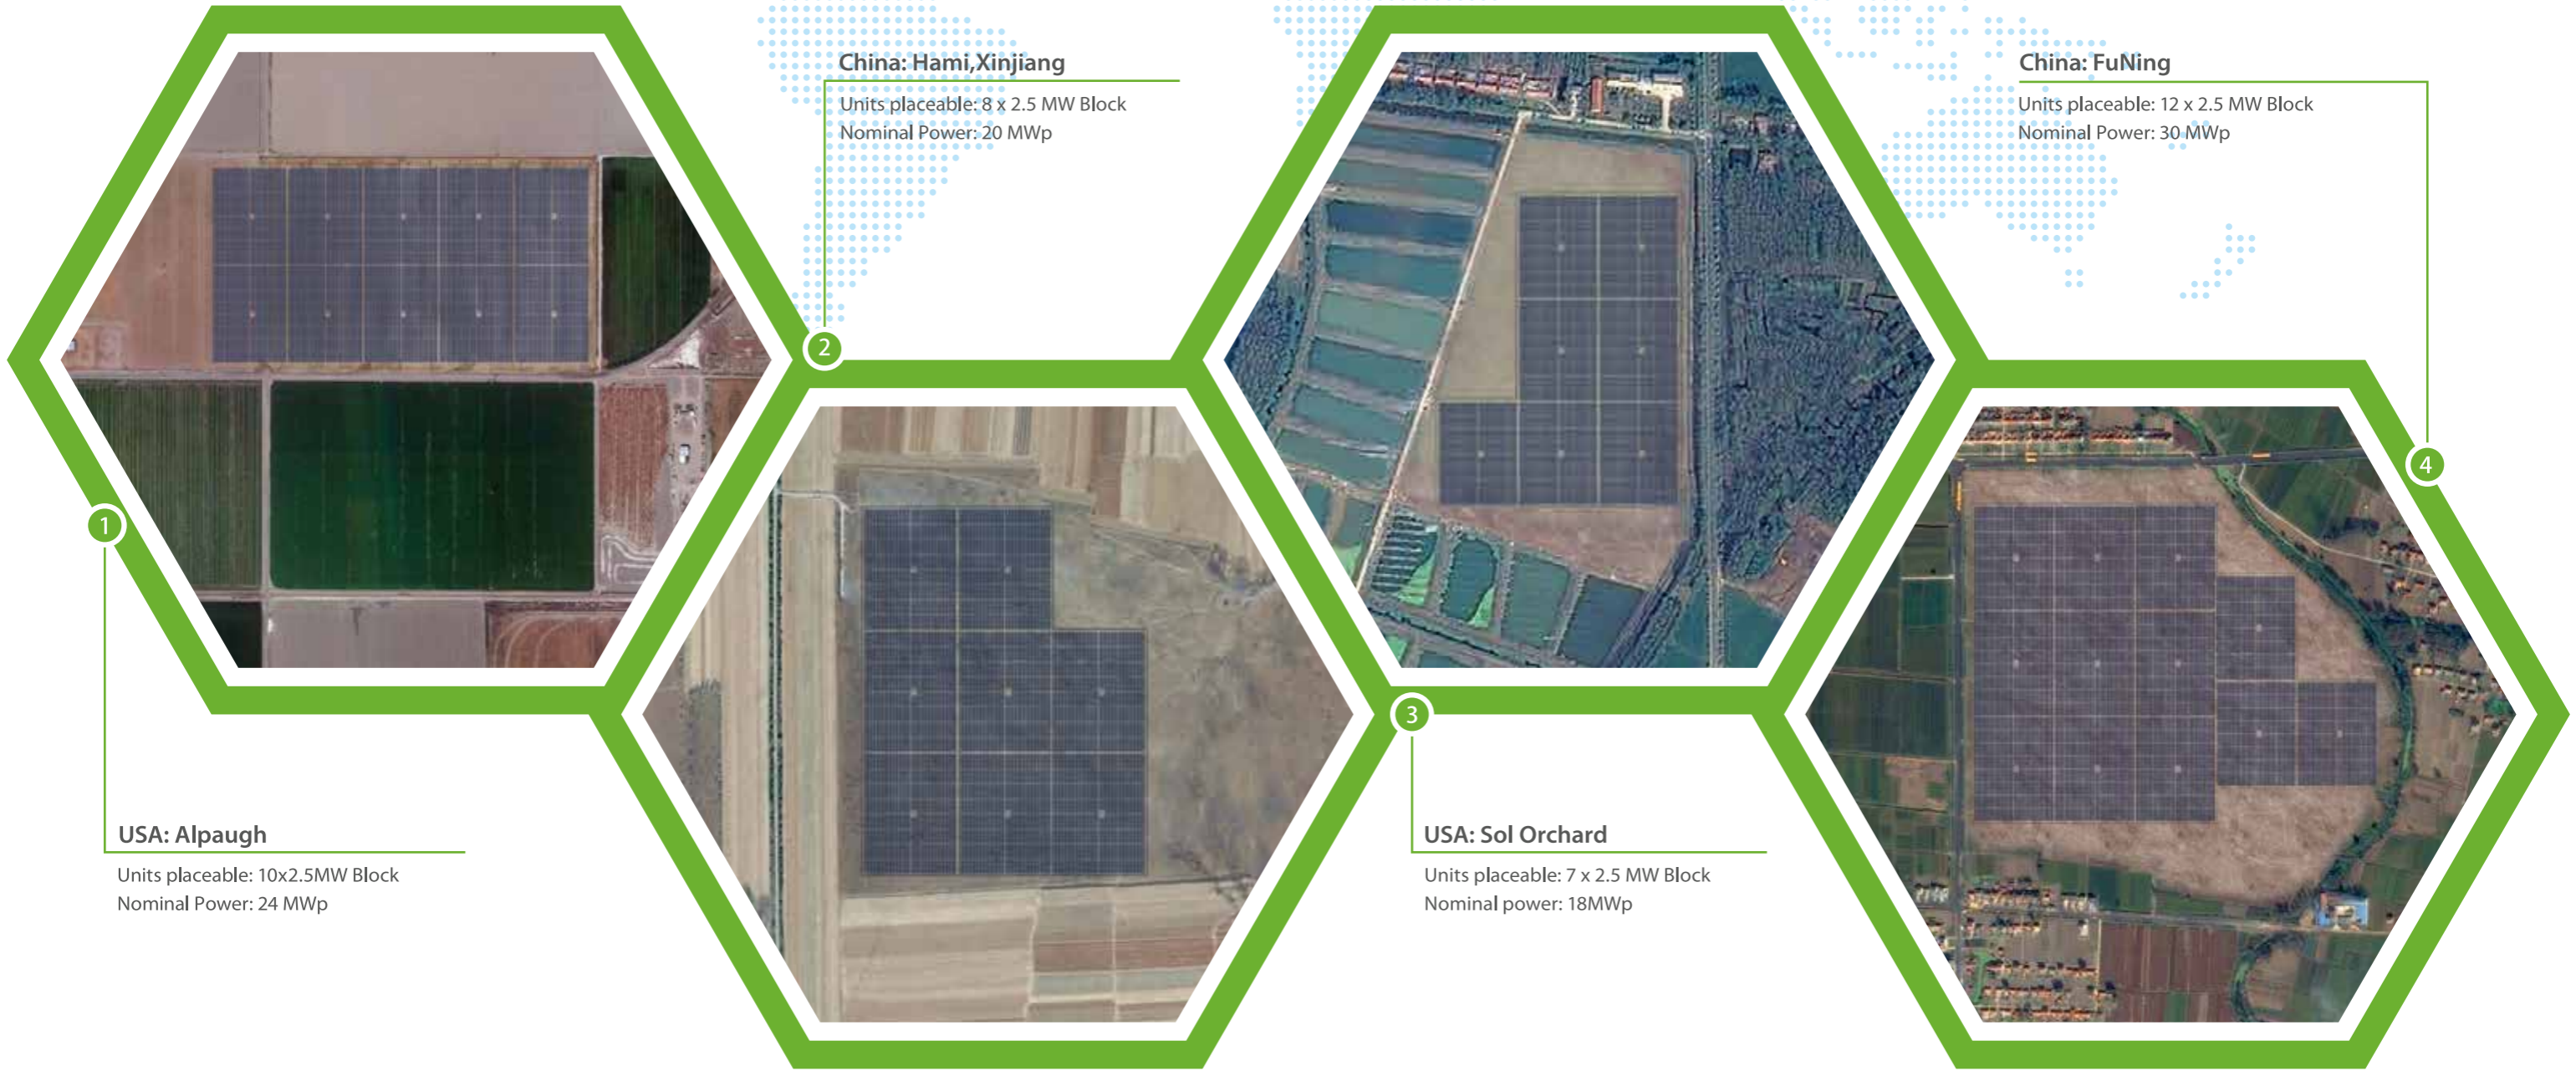 1
USA: Alpaugh
Units placeable: 10x2.5MW Block
Nominal Power: 24 MWp
2
China: Hami,Xinjiang
Units placeable: 8 x 2.5 MW Block
Nominal Power: 20 MWp
3
USA: Sol Orchard
Units placeable: 7 x 2.5 MW Block
Nominal power: 18MWp
4
China: FuNing
Units placeable: 12 x 2.5 MW Block
Nominal Power: 30 MWp